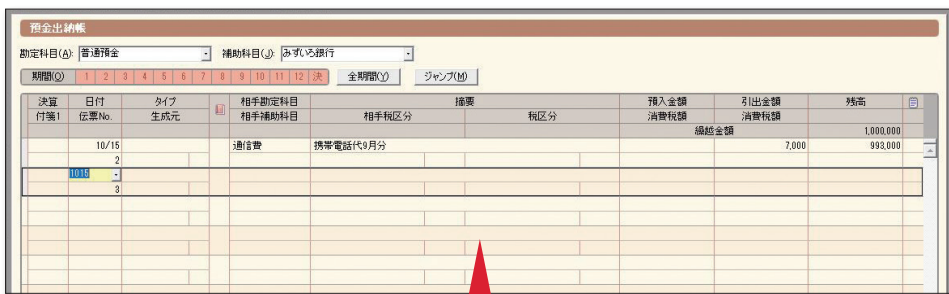 預金出納帳
勘定科目(A): 普通預金 補助科目(J): みずいろ銀行
期間(O) 1 2 3 4 5 6 7 8 9 10 11 12 決 全期間(Y) ジャンプ(M)
決算 日付 タイプ 相手勘定科目 摘要 預入金額 引出金額 残高
付箋1 伝票No. 生成元 相手補助科目 相手税区分 税区分 消費税額 消費税額
繰越金額 1,000,000
10/15 通信費 携帯電話代9月分 7,000 993,000
2
1015
3